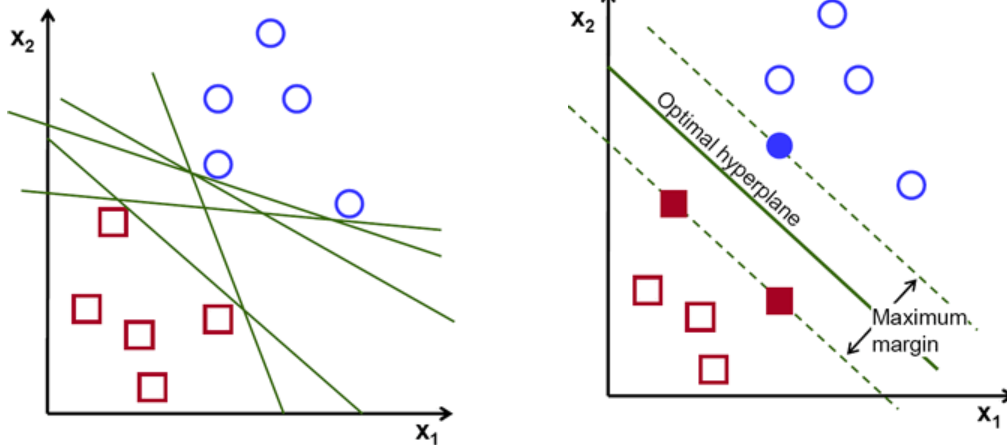 x₂
x₁
x₂
Optimal hyperplane
Maximum
margin
x₁